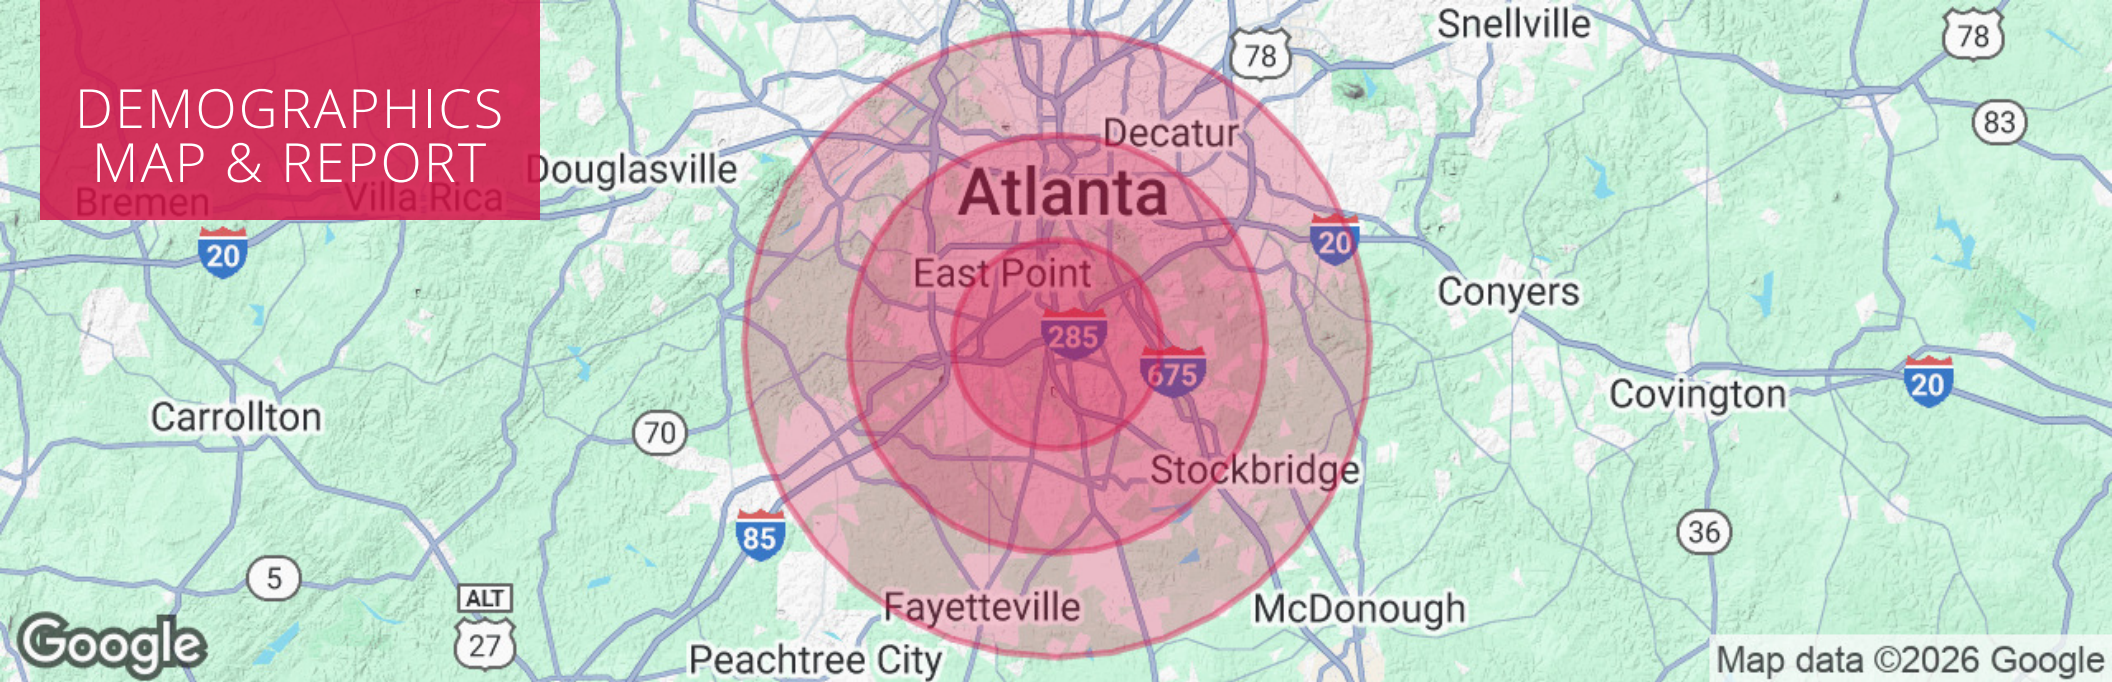 DEMOGRAPHICS
MAP & REPORT
Snellville
78
78
83
Decatur
Douglasville
Bremen
Villa Rica
Atlanta
20
20
East Point
Conyers
285
675
Covington
20
Carrollton
70
Stockbridge
85
36
5
ALT
27
Fayetteville
McDonough
Peachtree City
Google
Map data ©2026 Google